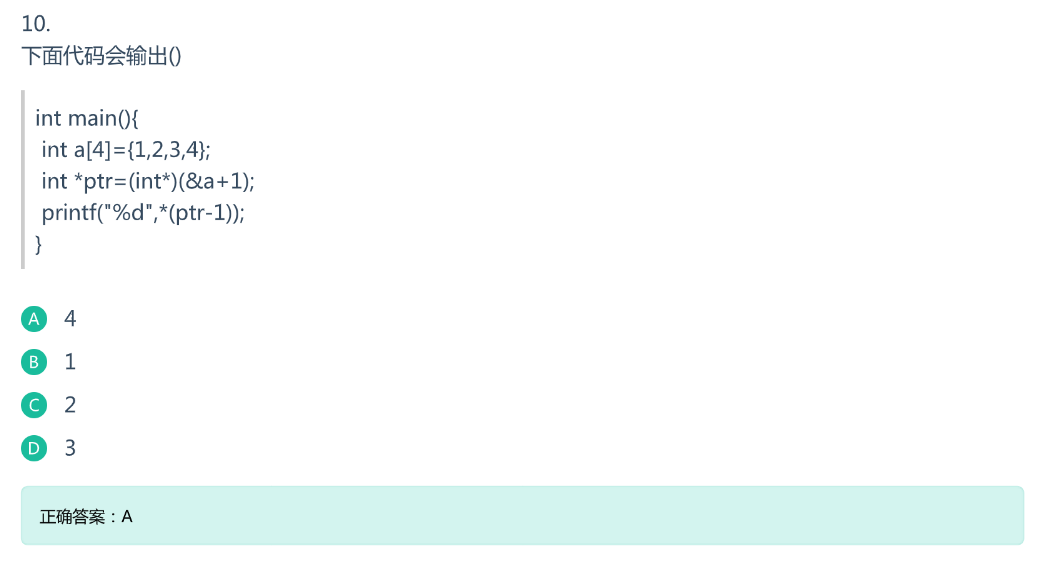 10.
下面代码会输出()
int main(){
int a[4]={1,2,3,4};
int *ptr=(int*)(&a+1);
printf("%d",*(ptr-1));
}
A 4
B 1
C 2
D 3
正确答案：A